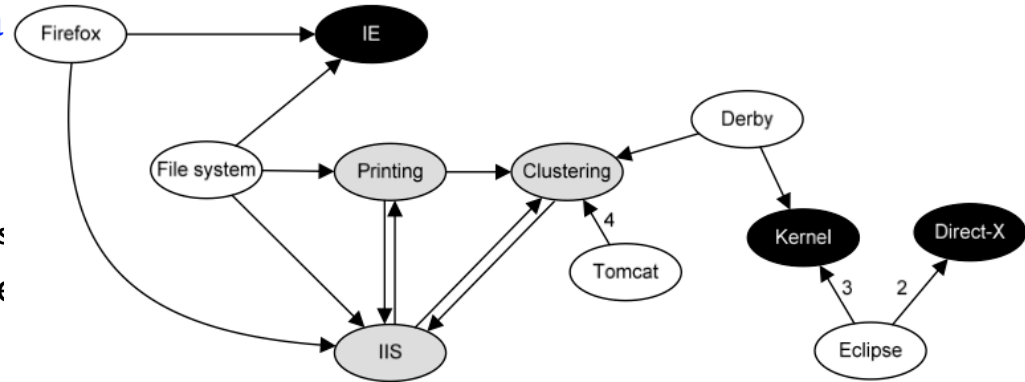 Firefox
IE
Derby
File system
Printing
Clustering
4
Kernel
Direct-X
Tomcat
3
2
IIS
Eclipse